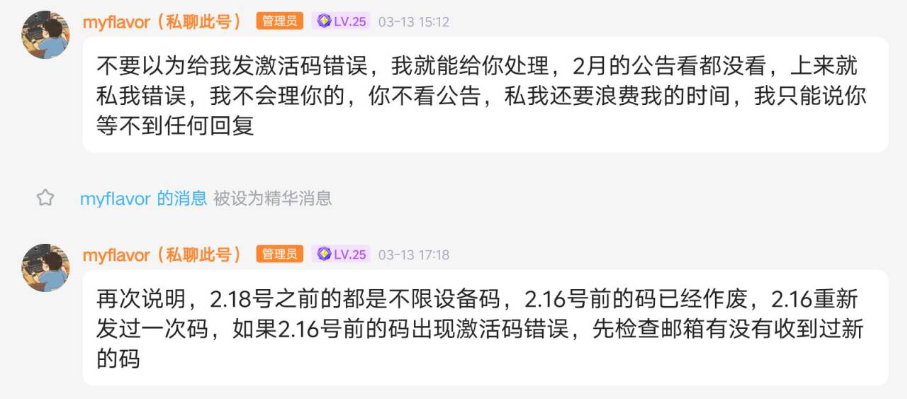 myflavor（私聊此号） 管理员 LV.25 03-13 15:12
不要以为给我发激活码错误，我就能给你处理，2月的公告看都没看，上来就
私我错误，我不会理你的，你不看公告，私我还要浪费我的时间，我只能说你
等不到任何回复
myflavor 的消息 被设为精华消息
myflavor（私聊此号） 管理员 LV.25 03-13 17:18
再次说明，2.18号之前的都是不限设备码，2.16号前的码已经作废，2.16重新
发过一次码，如果2.16号前的码出现激活码错误，先检查邮箱有没有收到过新
的码